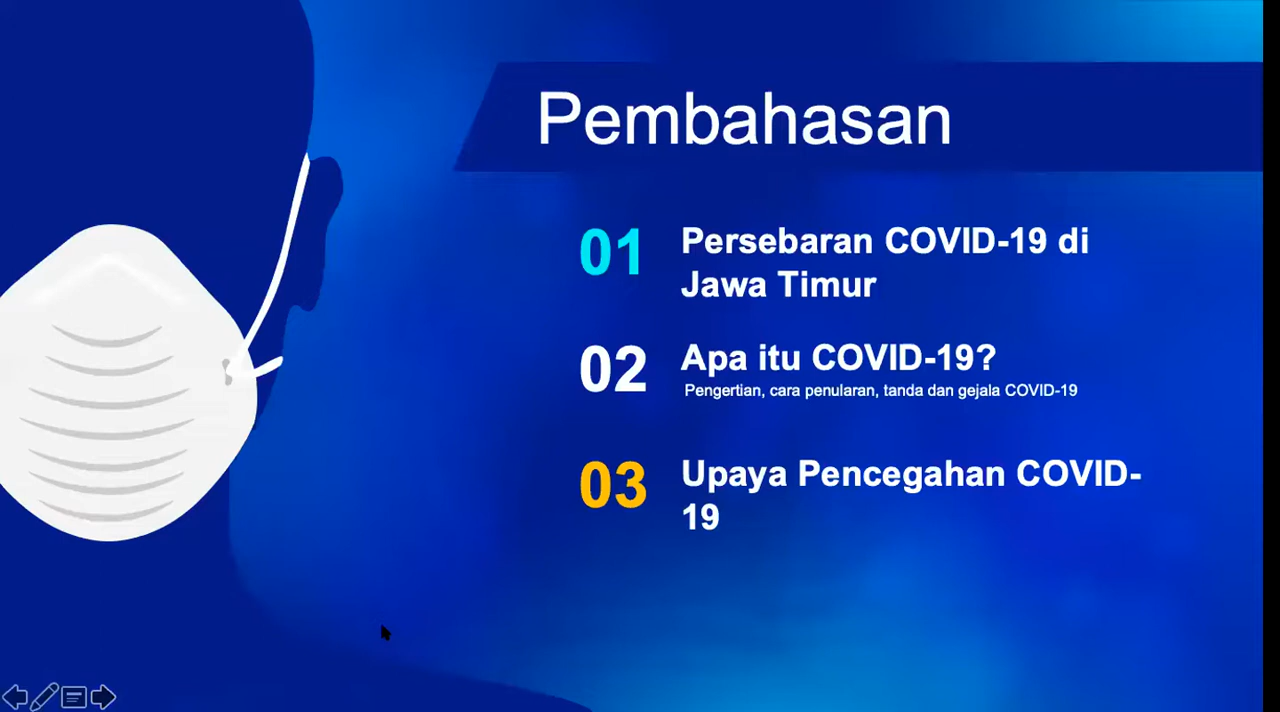 Pembahasan
01
Persebaran COVID-19 di
Jawa Timur
02
Apa itu COVID-19?
Pengertian, cara penularan, tanda dan gejala COVID-19
03
Upaya Pencegahan COVID-
19